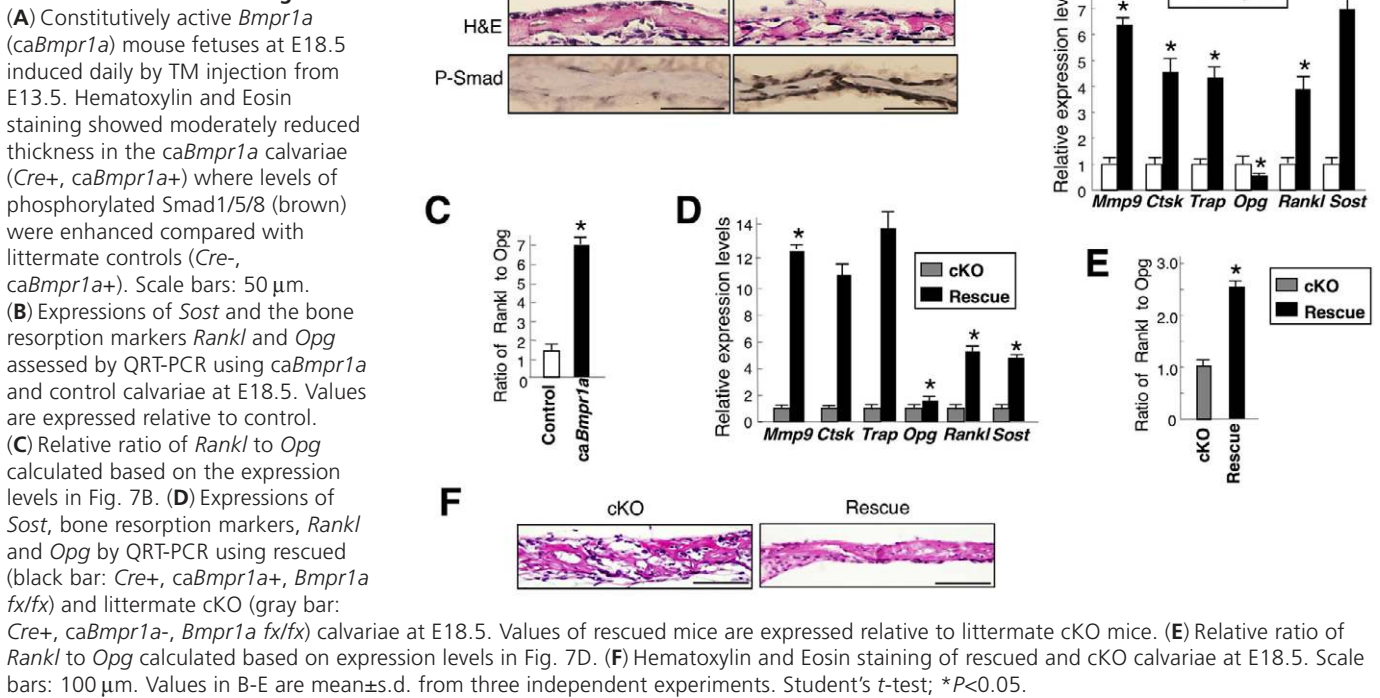 (A) Constitutively active Bmpr1a
(caBmpr1a) mouse fetuses at E18.5
induced daily by TM injection from
E13.5. Hematoxylin and Eosin
staining showed moderately reduced
thickness in the caBmpr1a calvariae
(Cre+, caBmpr1a+) where levels of
phosphorylated Smad1/5/8 (brown)
were enhanced compared with
littermate controls (Cre-,
caBmpr1a+). Scale bars: 50 μm.
(B) Expressions of Sost and the bone
resorption markers Rankl and Opg
assessed by QRT-PCR using caBmpr1a
and control calvariae at E18.5. Values
are expressed relative to control.
(C) Relative ratio of Rankl to Opg
calculated based on the expression
levels in Fig. 7B. (D) Expressions of
Sost, bone resorption markers, Rankl
and Opg by QRT-PCR using rescued
(black bar: Cre+, caBmpr1a+, Bmpr1a
fx/fx) and littermate cKO (gray bar:
Cre+, caBmpr1a-, Bmpr1a fx/fx) calvariae at E18.5. Values of rescued mice are expressed relative to littermate cKO mice. (E) Relative ratio of
Rankl to Opg calculated based on expression levels in Fig. 7D. (F) Hematoxylin and Eosin staining of rescued and cKO calvariae at E18.5. Scale
bars: 100 μm. Values in B-E are mean±s.d. from three independent experiments. Student's t-test; *P<0.05.
H&E
P-Smad
Relative expression
7
6
5
4
3
2
1
0
* * * * *
Mmp9 Ctsk Trap Opg Rankl Sost
C
Ratio of Rankl to Opg
7
6
5
4
3
2
1
0
*
Control
caBmpr1a
D
Relative expression levels
14
12
10
8
6
4
2
0
* * * *
cKO
Rescue
Mmp9 Ctsk Trap Opg Rankl Sost
E
Ratio of Rankl to Opg
3.0
2.0
1.0
0
*
cKO
Rescue
cKO
Rescue
F
cKO
Rescue